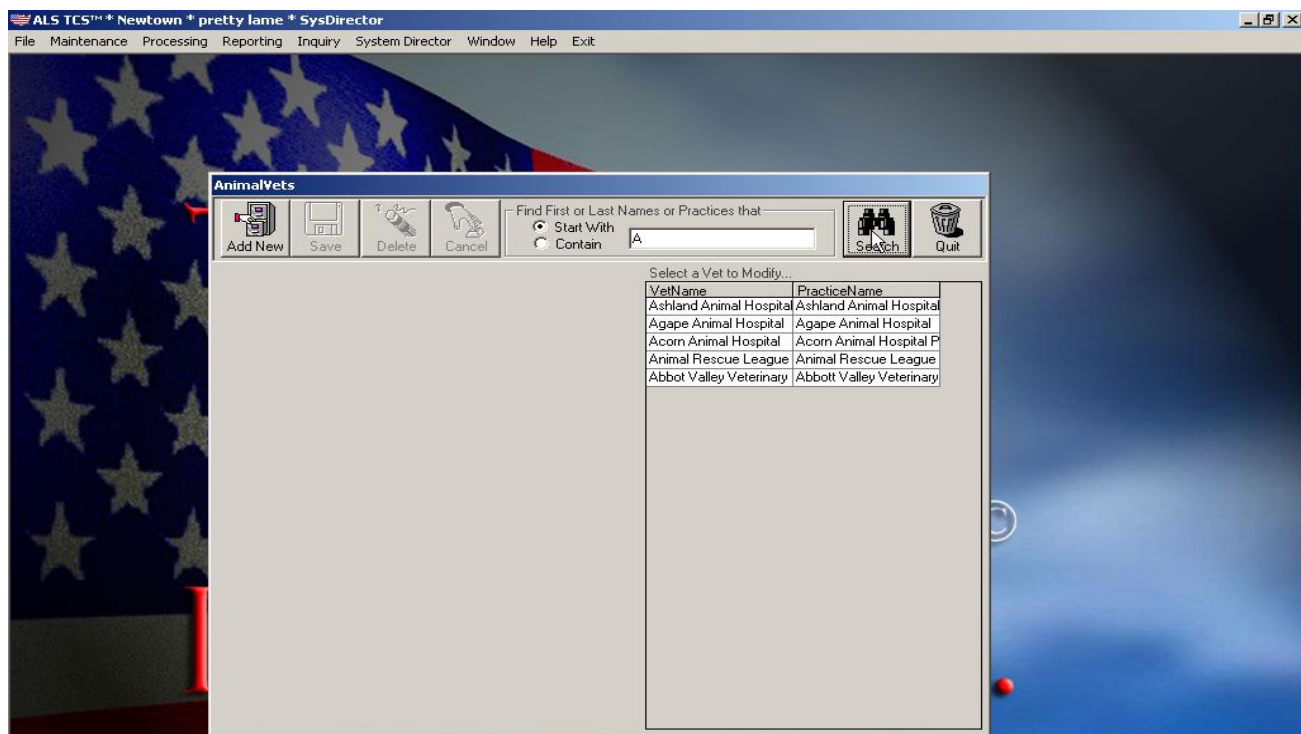 ALS TCS™ * Newtown * pretty lame * SysDirector
File Maintenance Processing Reporting Inquiry System Director Window Help Exit
AnimalVets
Add New Save Delete Cancel Find First or Last Names or Practices that Search Quit
Start With
Contain
A
Select a Vet to Modify...
VetName PracticeName
Ashland Animal Hospital Ashland Animal Hospital
Agape Animal Hospital Agape Animal Hospital
Acorn Animal Hospital Acorn Animal Hospital P
Animal Rescue League Animal Rescue League
Abbot Valley Veterinary Abbott Valley Veterinary
©